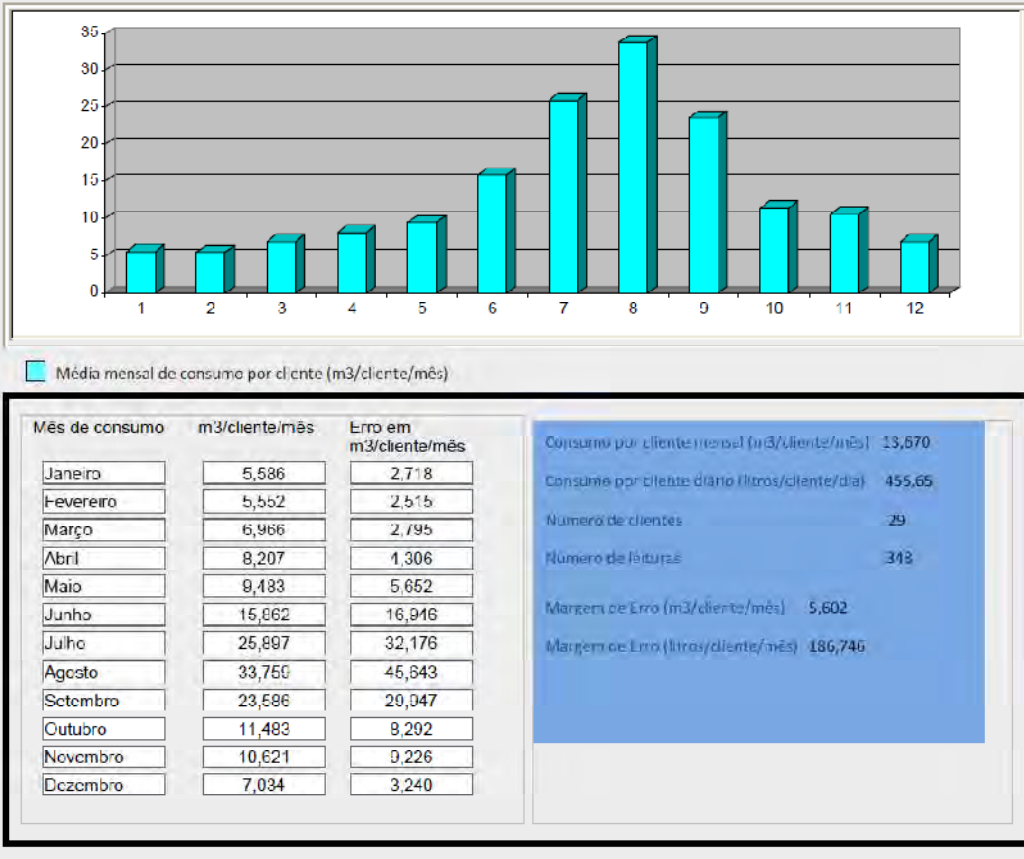 35
30
25
20
15
10
5
0
1 2 3 4 5 6 7 8 9 10 11 12
Média mensal de consumo por cliente (m3/cliente/mês)
Mês de consumo m3/cliente/mês Erro em m3/cliente/mês
Janeiro 5,586 2,718
Fevereiro 5,552 2,515
Março 6,966 2,795
Abril 8,207 4,306
Maio 9,483 5,652
Junho 15,862 16,946
Julho 25,897 32,176
Agosto 33,759 45,643
Setembro 23,586
Outubro 11,483
Novembro 10,621 9,226
Dezembro 7,034 3,240
Consumo por cliente mensal (m3/cliente/mês) 13,670
Consumo por cliente diário (litros/cliente/dia) 455,65
Numero de clientes 29
Número de leituras 348
Margem de Erro (m3/cliente/mês) 5,602
Margem de Erro (litros/cliente/mês) 186,746